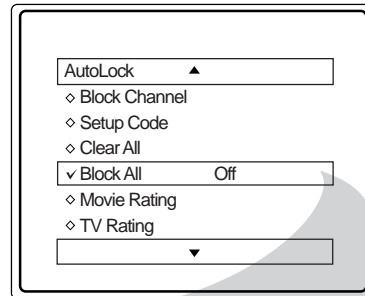 AutoLock
Block Channel
Setup Code
Clear All
Block All Off
Movie Rating
TV Rating